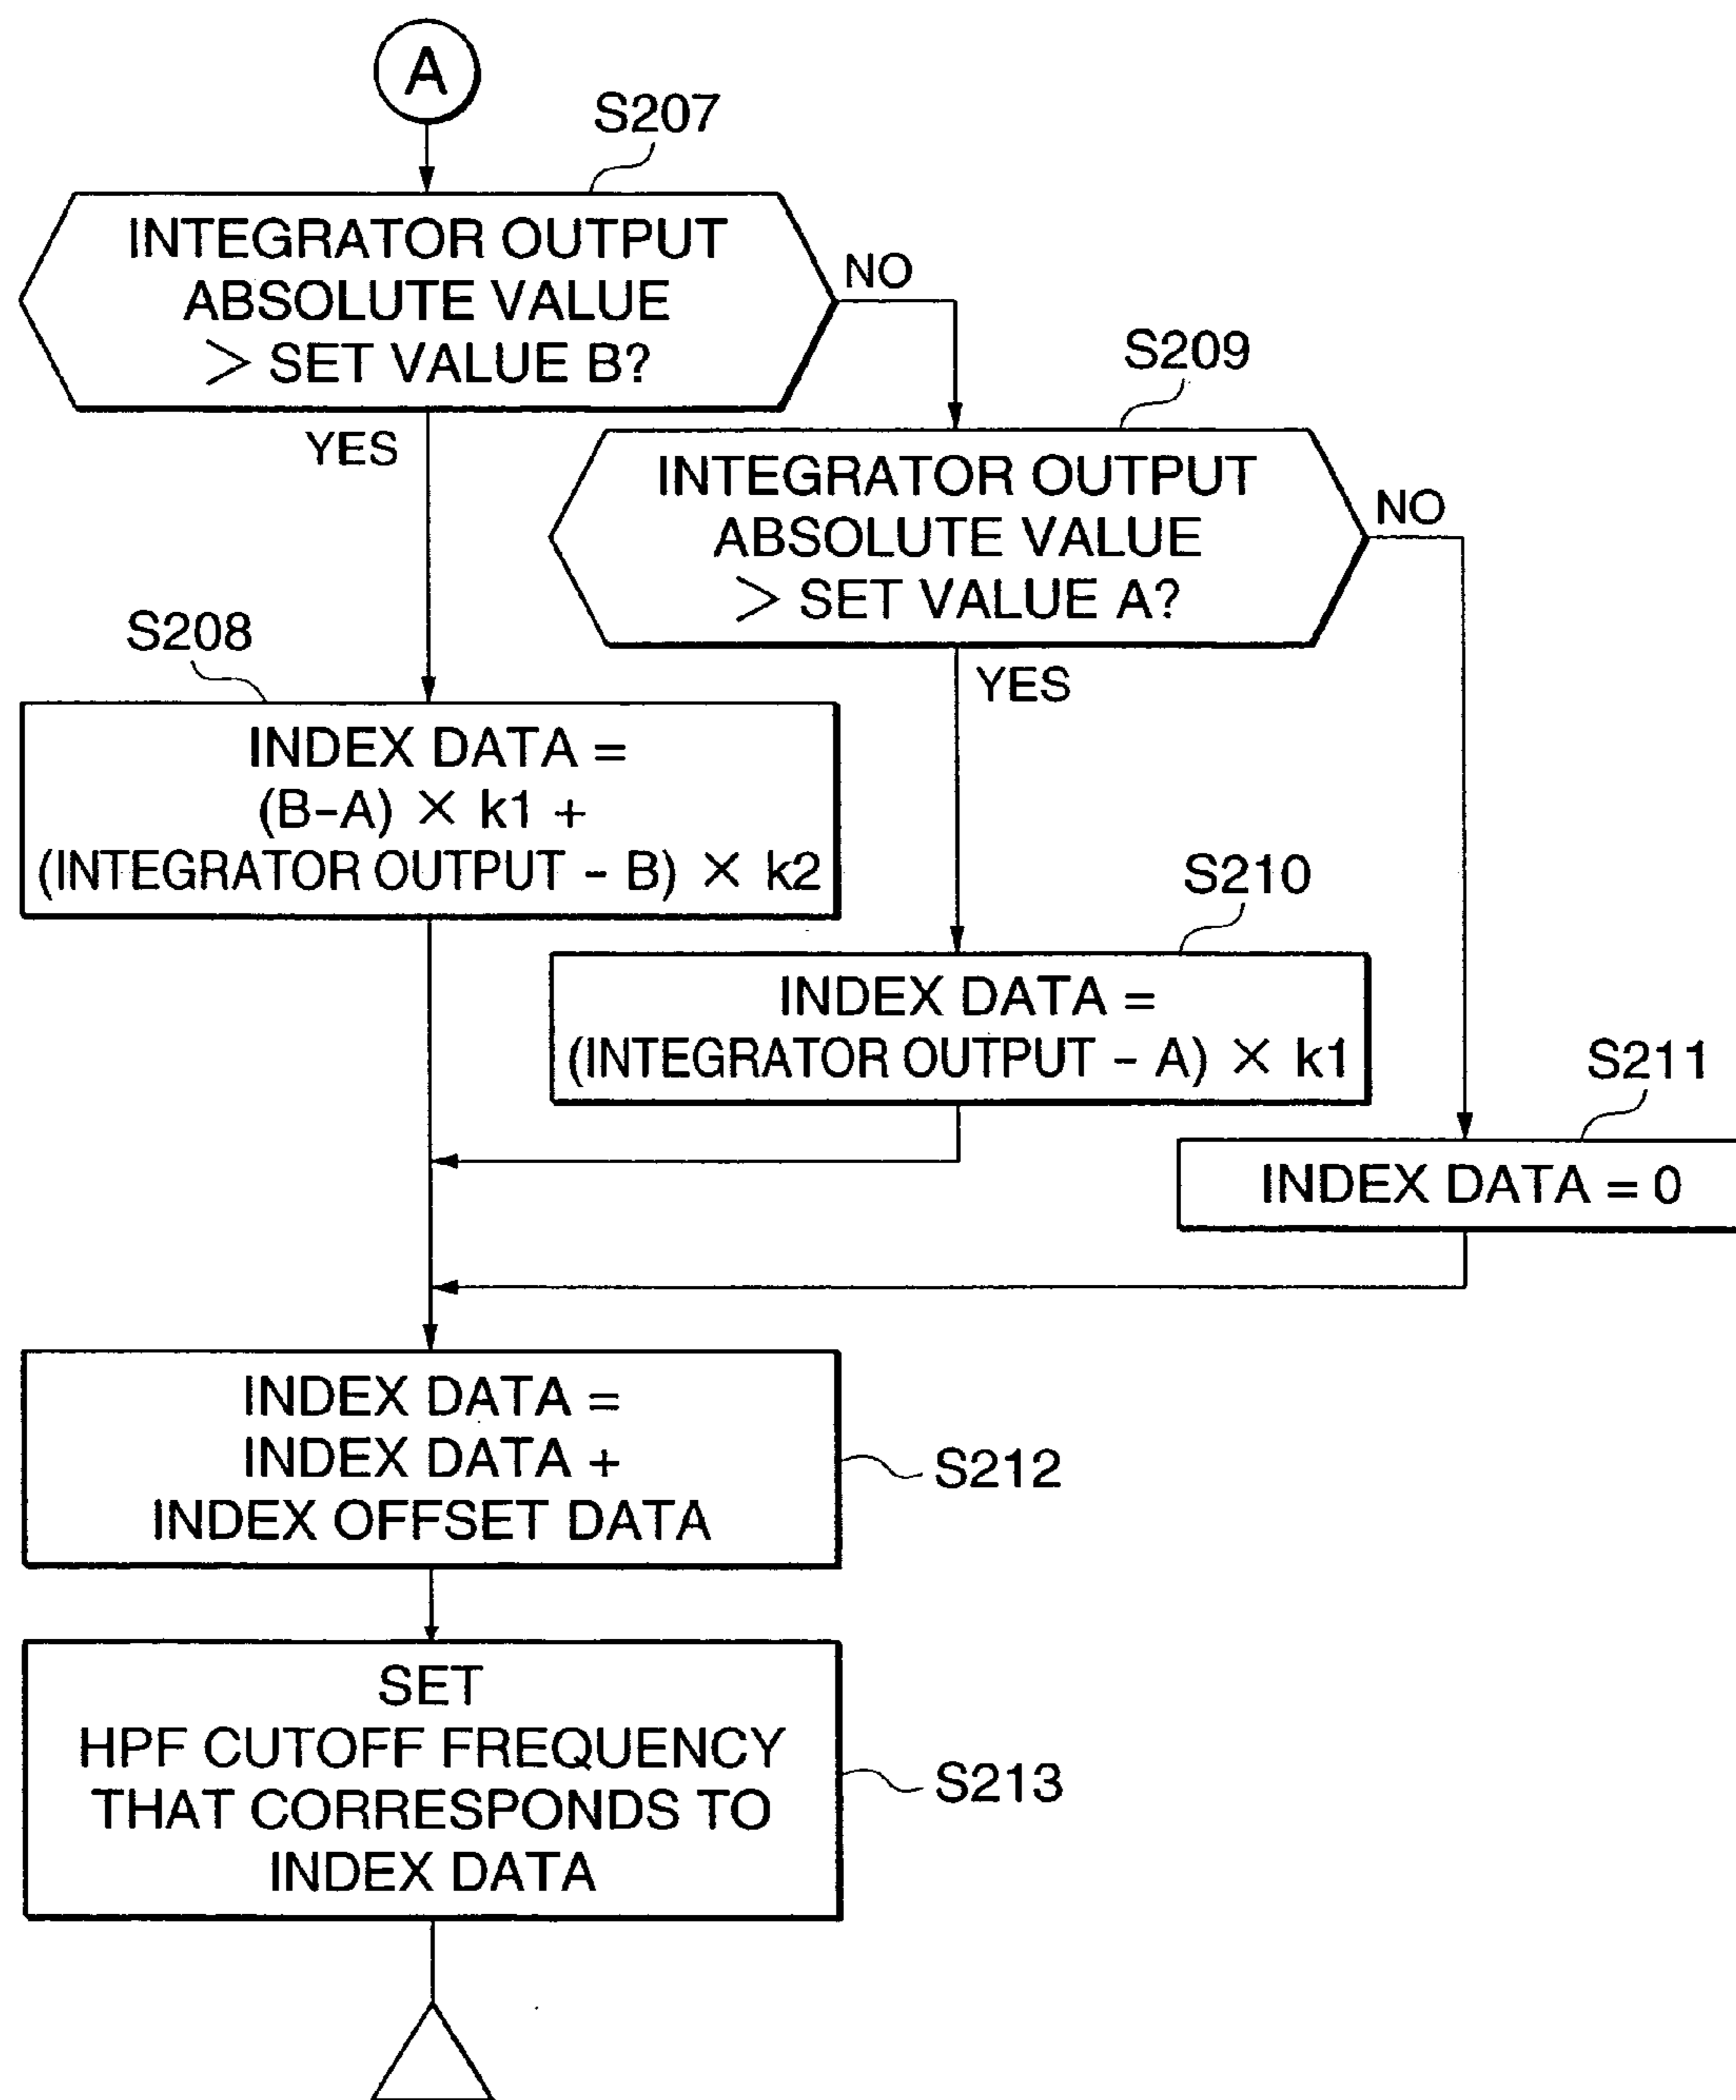 A
S207
INTEGRATOR OUTPUT
ABSOLUTE VALUE
> SET VALUE B?
NO
YES
S209
INTEGRATOR OUTPUT
ABSOLUTE VALUE
> SET VALUE A?
NO
YES
S208
INDEX DATA =
(B-A) × k1 +
(INTEGRATOR OUTPUT - B) × k2
S210
INDEX DATA =
(INTEGRATOR OUTPUT - A) × k1
S211
INDEX DATA = 0
INDEX DATA =
INDEX DATA +
INDEX OFFSET DATA
S212
SET
HPF CUTOFF FREQUENCY
THAT CORRESPONDS TO
INDEX DATA
S213